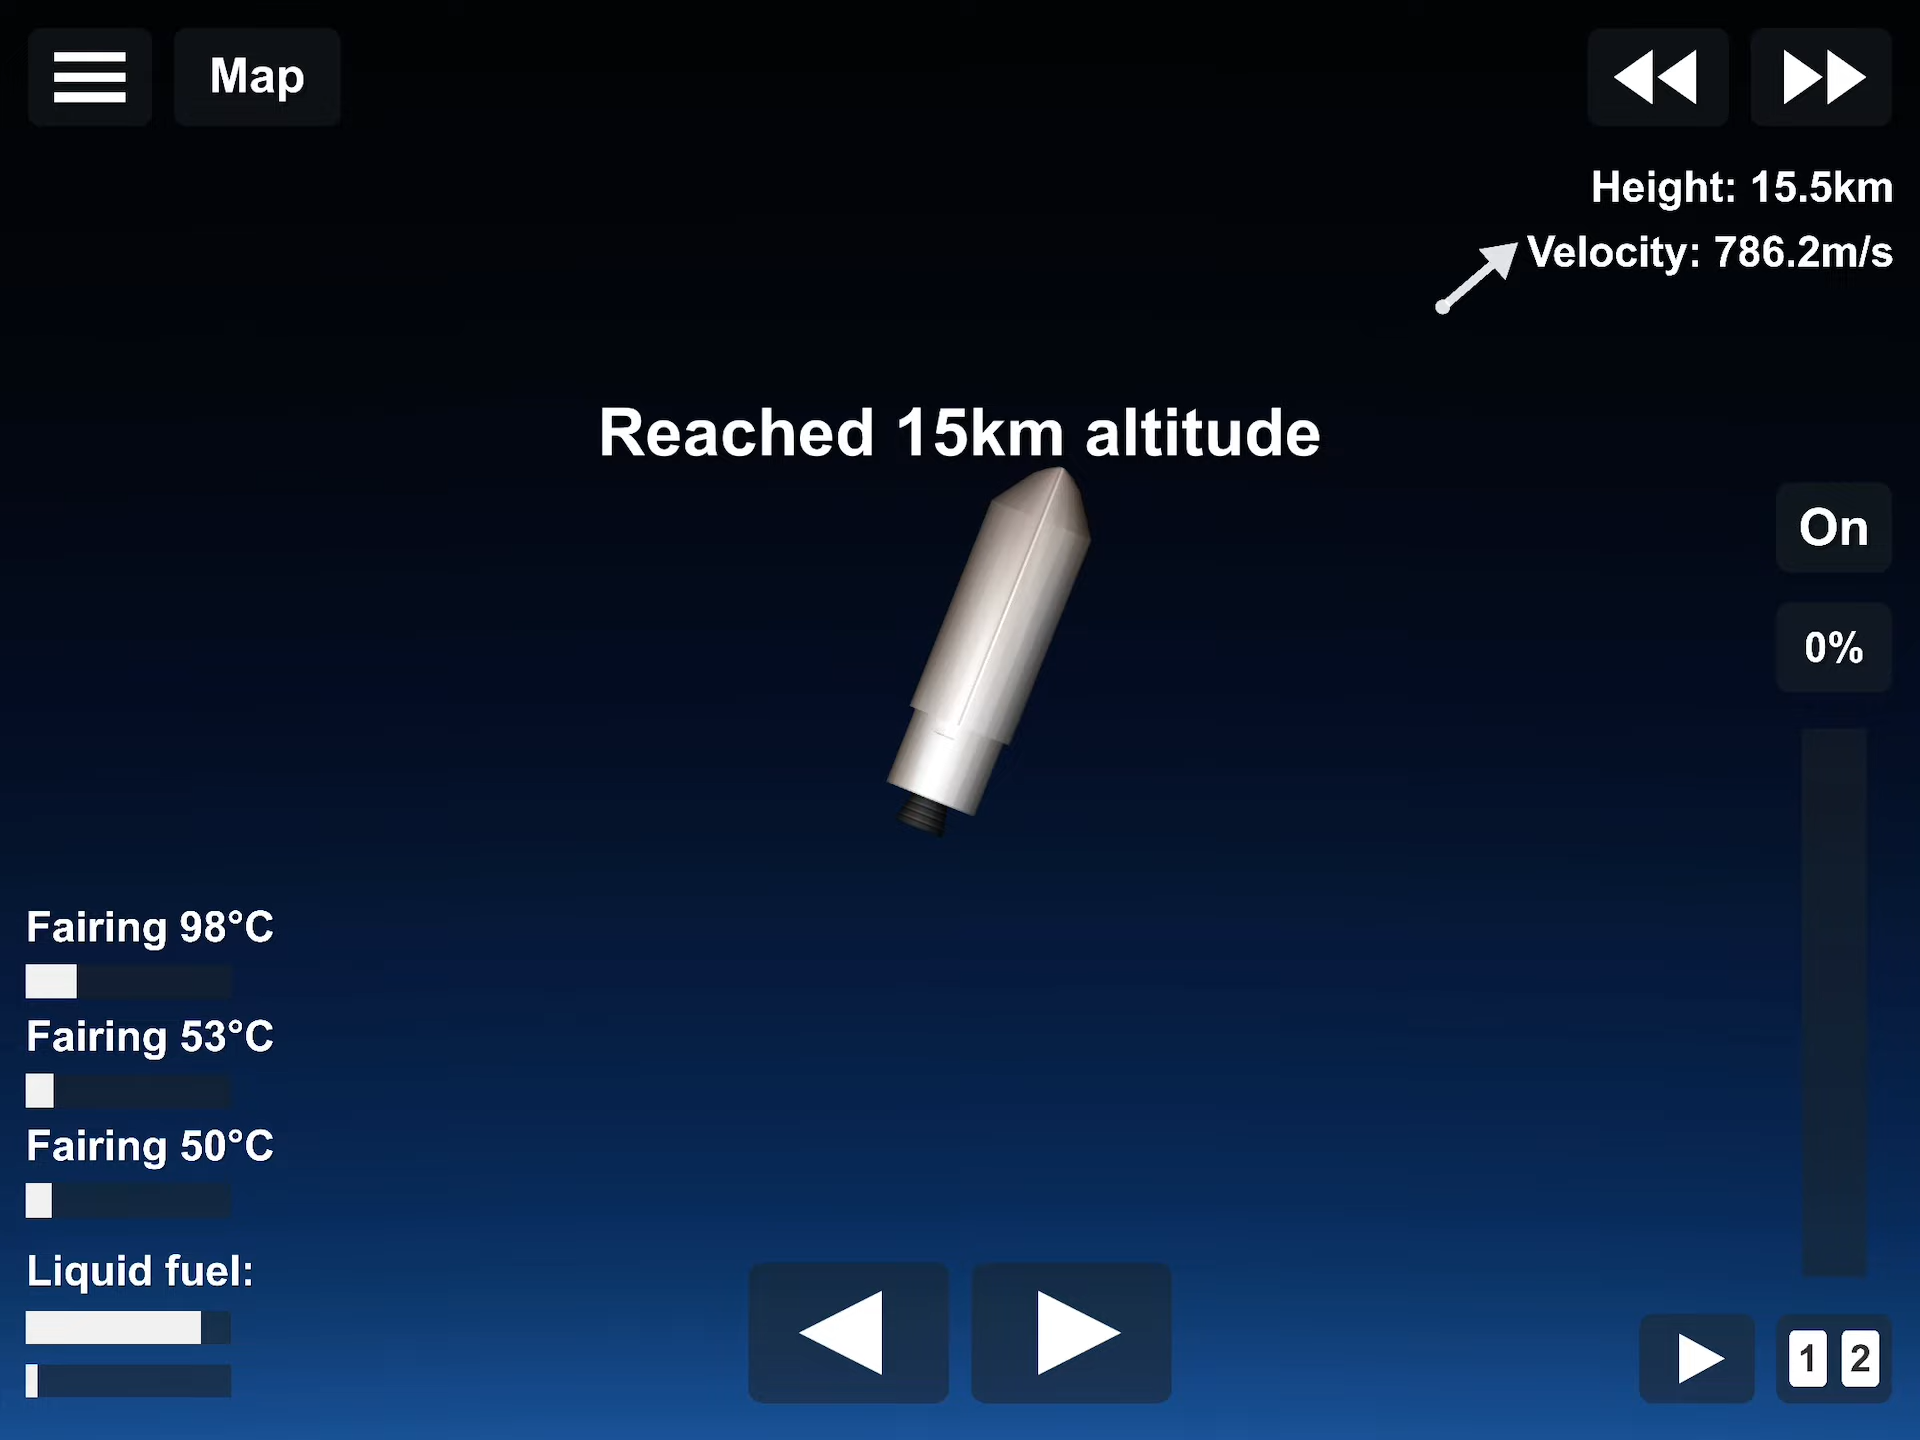 Map
Height: 15.5km
Velocity: 786.2m/s
Reached 15km altitude
On
0%
Fairing 98°C
Fairing 53°C
Fairing 50°C
Liquid fuel:
1 2